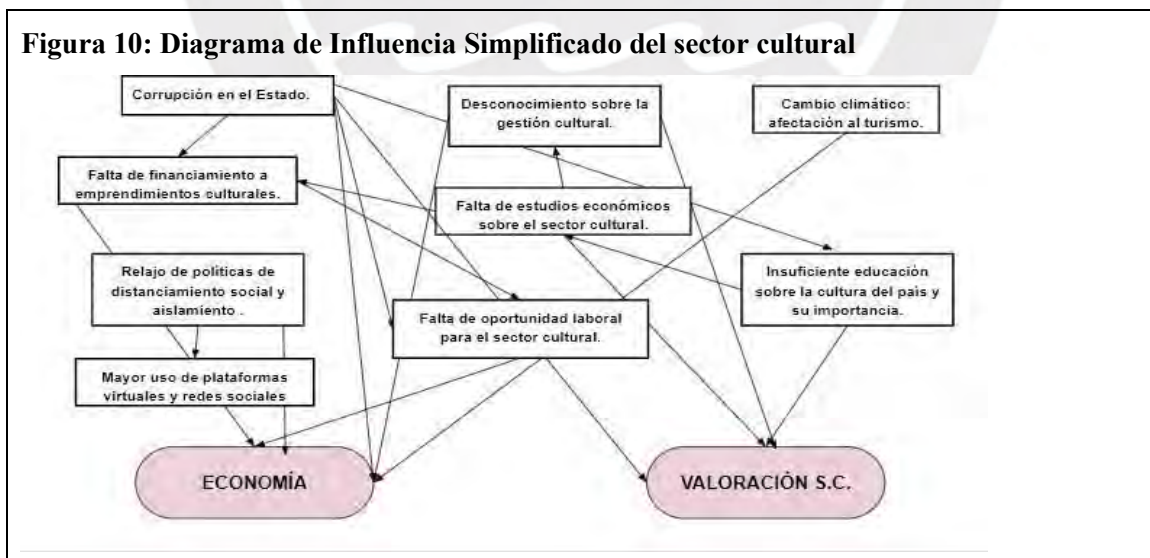 Figura 10: Diagrama de Influencia Simplificado del sector cultural
Corrupción en el Estado.
Desconocimiento sobre la
gestión cultural.
Cambio climático:
afectación al turismo.
Falta de financiamiento a
emprendimientos culturales.
Falta de estudios económicos
sobre el sector cultural.
Relajo de políticas de
distanciamiento social y
aislamiento .
Insuficiente educación
sobre la cultura del país y
su importancia.
Falta de oportunidad laboral
para el sector cultural.
Mayor uso de plataformas
virtuales y redes sociales
ECONOMÍA
VALORACIÓN S.C.